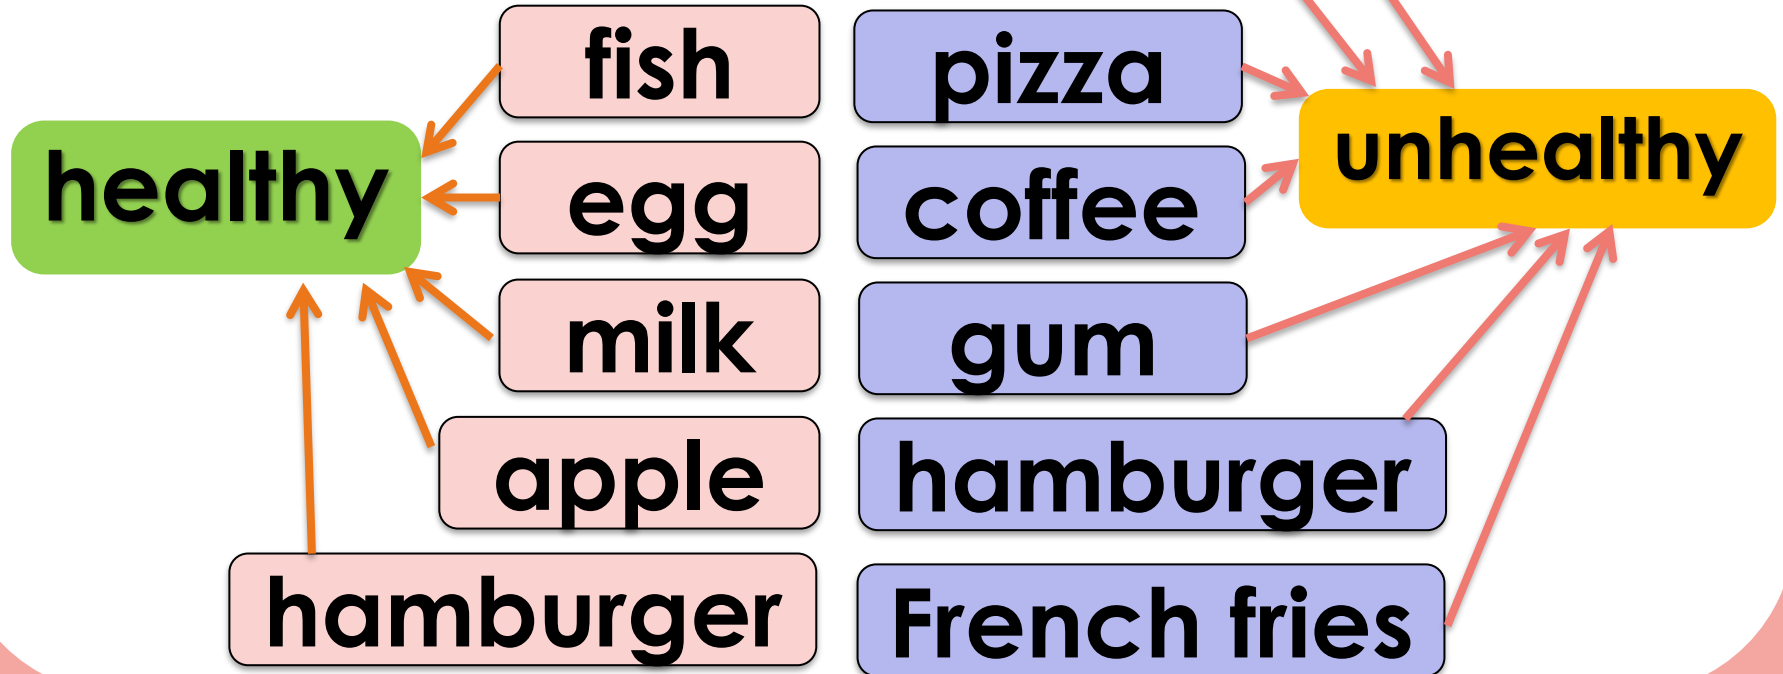 healthy
fish
egg
milk
apple
hamburger
pizza
coffee
gum
hamburger
French fries
unhealthy